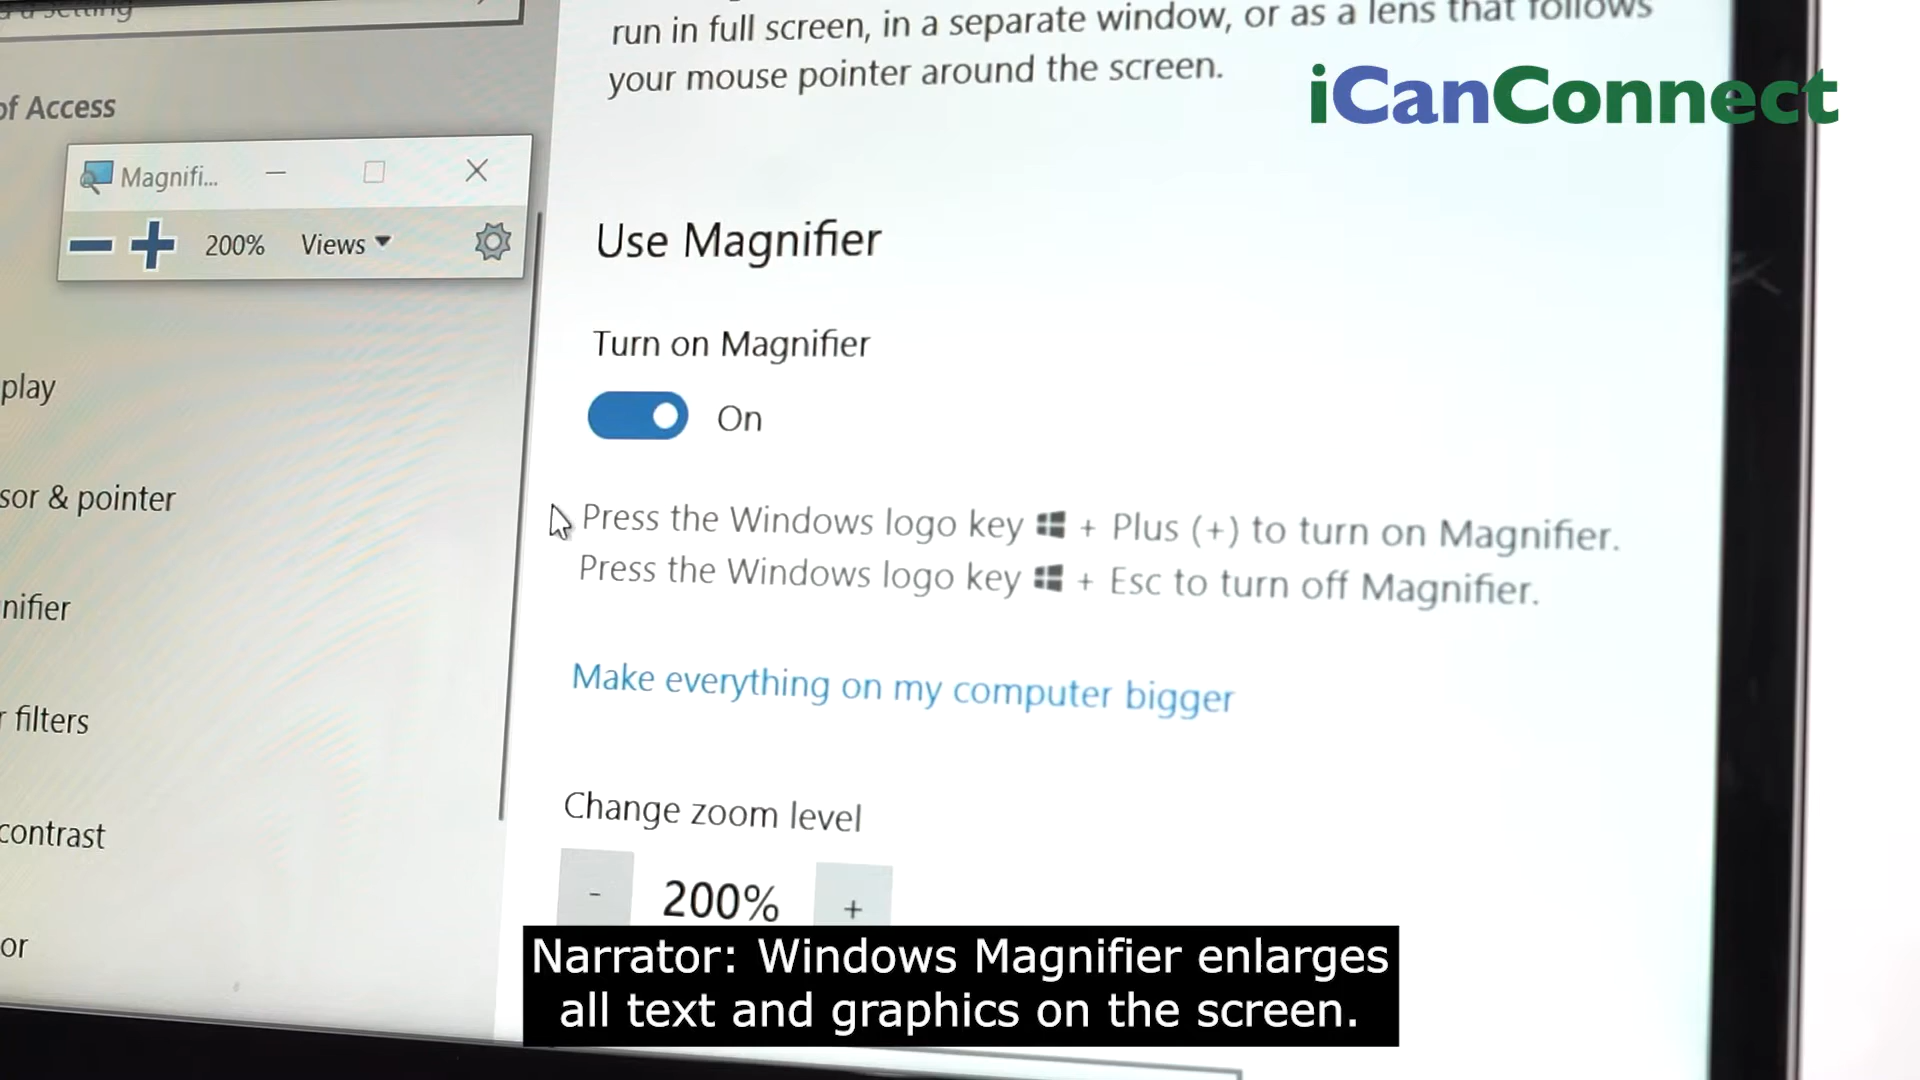 run in full screen, in a separate window, or as a lens that follows
your mouse pointer around the screen.
iCanConnect
of Access
Magnifi...
200% Views
Use Magnifier
Turn on Magnifier
On
play
sor & pointer
Press the Windows logo key + Plus (+) to turn on Magnifier.
Press the Windows logo key + Esc to turn off Magnifier.
nifier
Make everything on my computer bigger
r filters
Change zoom level
contrast
- 200% +
or
Narrator: Windows Magnifier enlarges
all text and graphics on the screen.